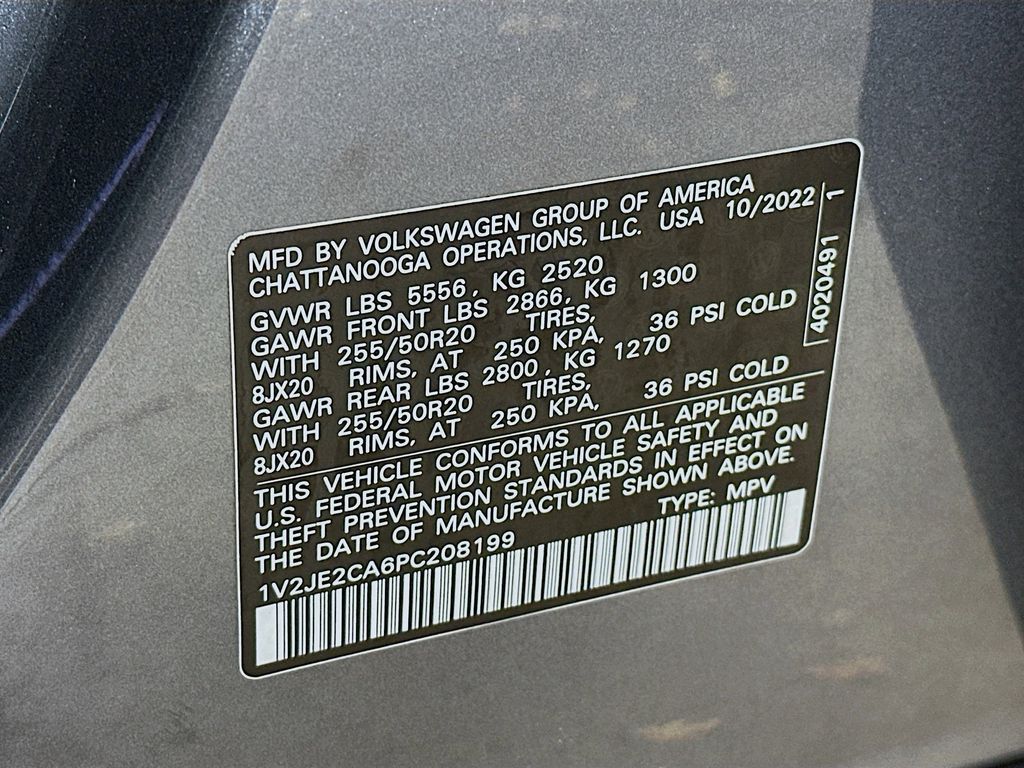 MFD BY VOLKSWAGEN GROUP OF AMERICA
CHATTANOOGA OPERATIONS, LLC. USA 10/2022
GVWR LBS 5556, KG 2520
GAWR FRONT LBS 2866, KG 1300
WITH 255/50R20 TIRES,
8JX20 RIMS, AT 250 KPA, 36 PSI COLD
GAWR REAR LBS 2800, KG 1270
WITH 255/50R20 TIRES,
8JX20 RIMS, AT 250 KPA, 36 PSI COLD
THIS VEHICLE CONFORMS TO ALL APPLICABLE
U.S. FEDERAL MOTOR VEHICLE SAFETY AND
THEFT PREVENTION STANDARDS IN EFFECT ON
THE DATE OF MANUFACTURE SHOWN ABOVE.
1V2JE2CA6PC208199 TYPE: MPV
4020491 1